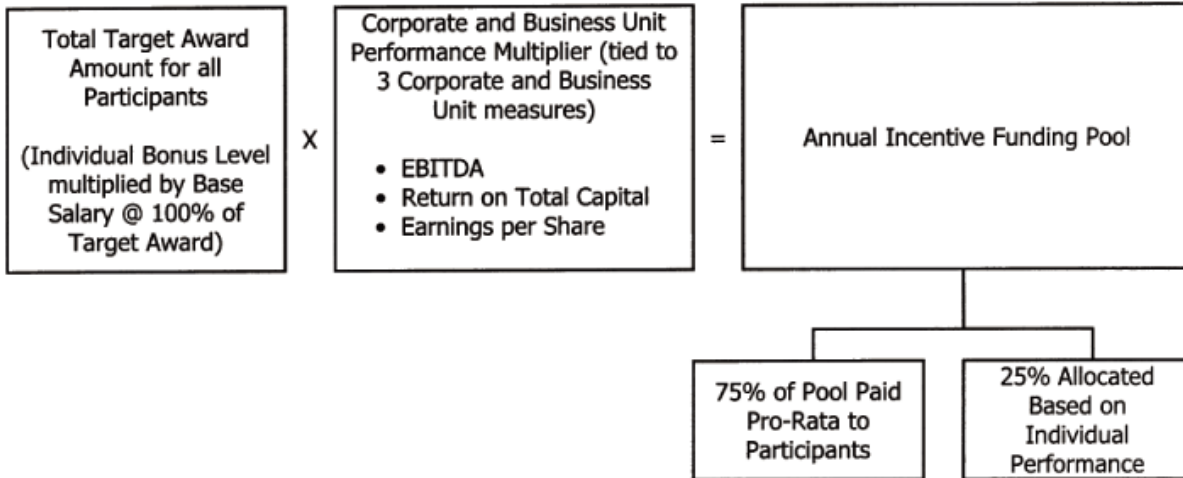 Total Target Award
Amount for all
Participants
(Individual Bonus Level
multiplied by Base
Salary @ 100% of
Target Award)
X
Corporate and Business Unit
Performance Multiplier (tied to
3 Corporate and Business
Unit measures)
• EBITDA
• Return on Total Capital
• Earnings per Share
=
Annual Incentive Funding Pool
75% of Pool Paid
Pro-Rata to
Participants
25% Allocated
Based on
Individual
Performance